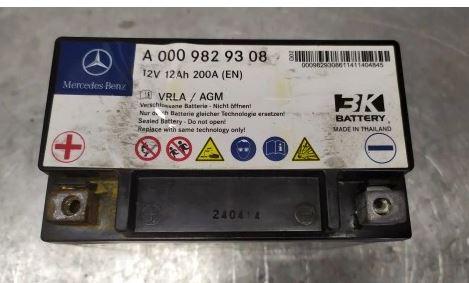 A 000 982 93 08
12V 12Ah 200A (EN)
Mercedes-Benz
VRLA / AGM
Verschlossene Batterie - Nicht öffnen!
Nur durch Batterie gleicher Technologie ersetzen!
Sealed Battery - Do not open!
Replace with same technology only!
002
0009829308611411404845
3K
BATTERY
MADE IN THAILAND
240414